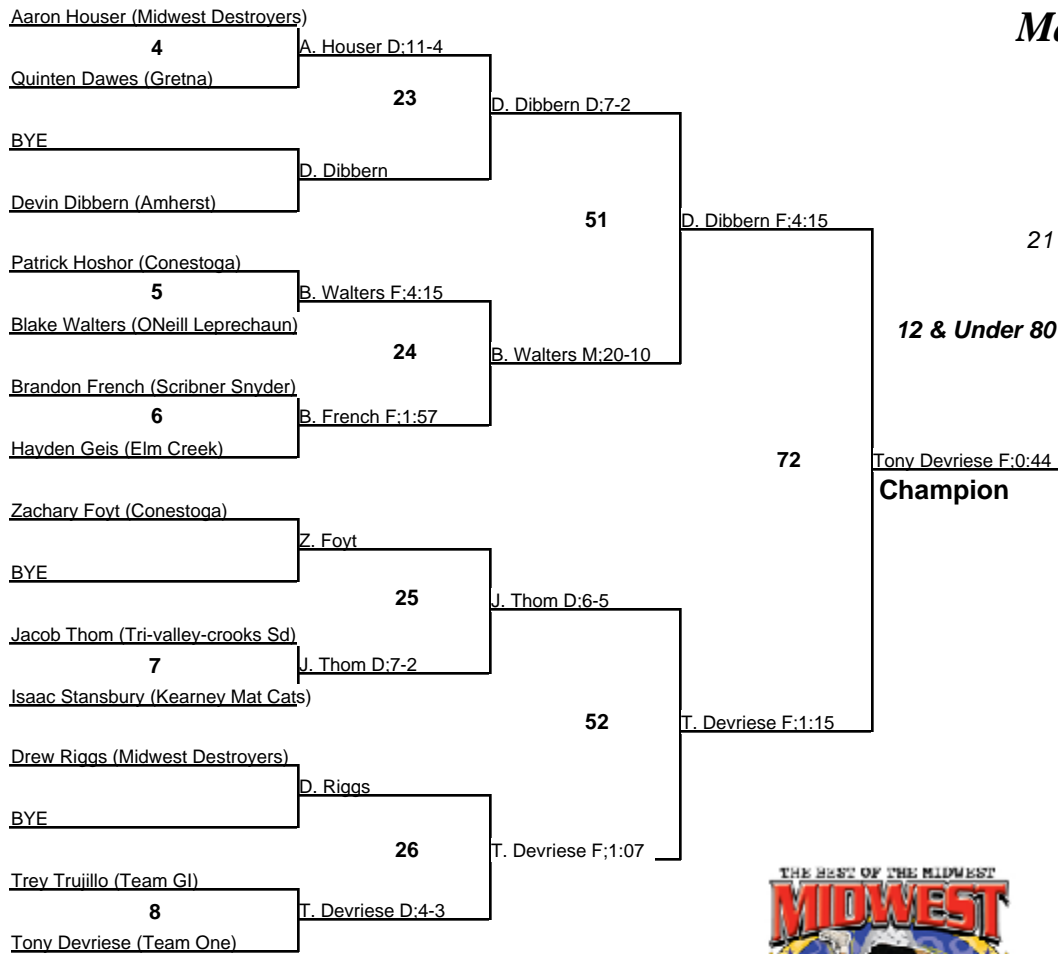 Aaron Houser (Midwest Destroyers)
4
A. Houser D;11-4
Quinten Dawes (Gretna)
23
D. Dibbern D;7-2
BYE
D. Dibbern
Devin Dibbern (Amherst)
51
D. Dibbern F;4:15
21
Patrick Hoshor (Conestoga)
5
B. Walters F;4:15
Blake Walters (ONeill Leprechaun)
12 & Under 80
24
B. Walters M;20-10
Brandon French (Scribner Snyder)
6
B. French F;1:57
Hayden Geis (Elm Creek)
72
Tony Devriese F;0:44
Champion
Zachary Foyt (Conestoga)
Z. Foyt
BYE
25
J. Thom D;6-5
Jacob Thom (Tri-valley-crooks Sd)
7
J. Thom D;7-2
Isaac Stansbury (Kearney Mat Cats)
52
T. Devriese F;1:15
Drew Riggs (Midwest Destroyers)
D. Riggs
BYE
26
T. Devriese F;1:07
Trey Trujillo (Team GI)
8
T. Devriese D;4-3
Tony Devriese (Team One)
THE BEST OF THE MIDWEST
MIDWEST